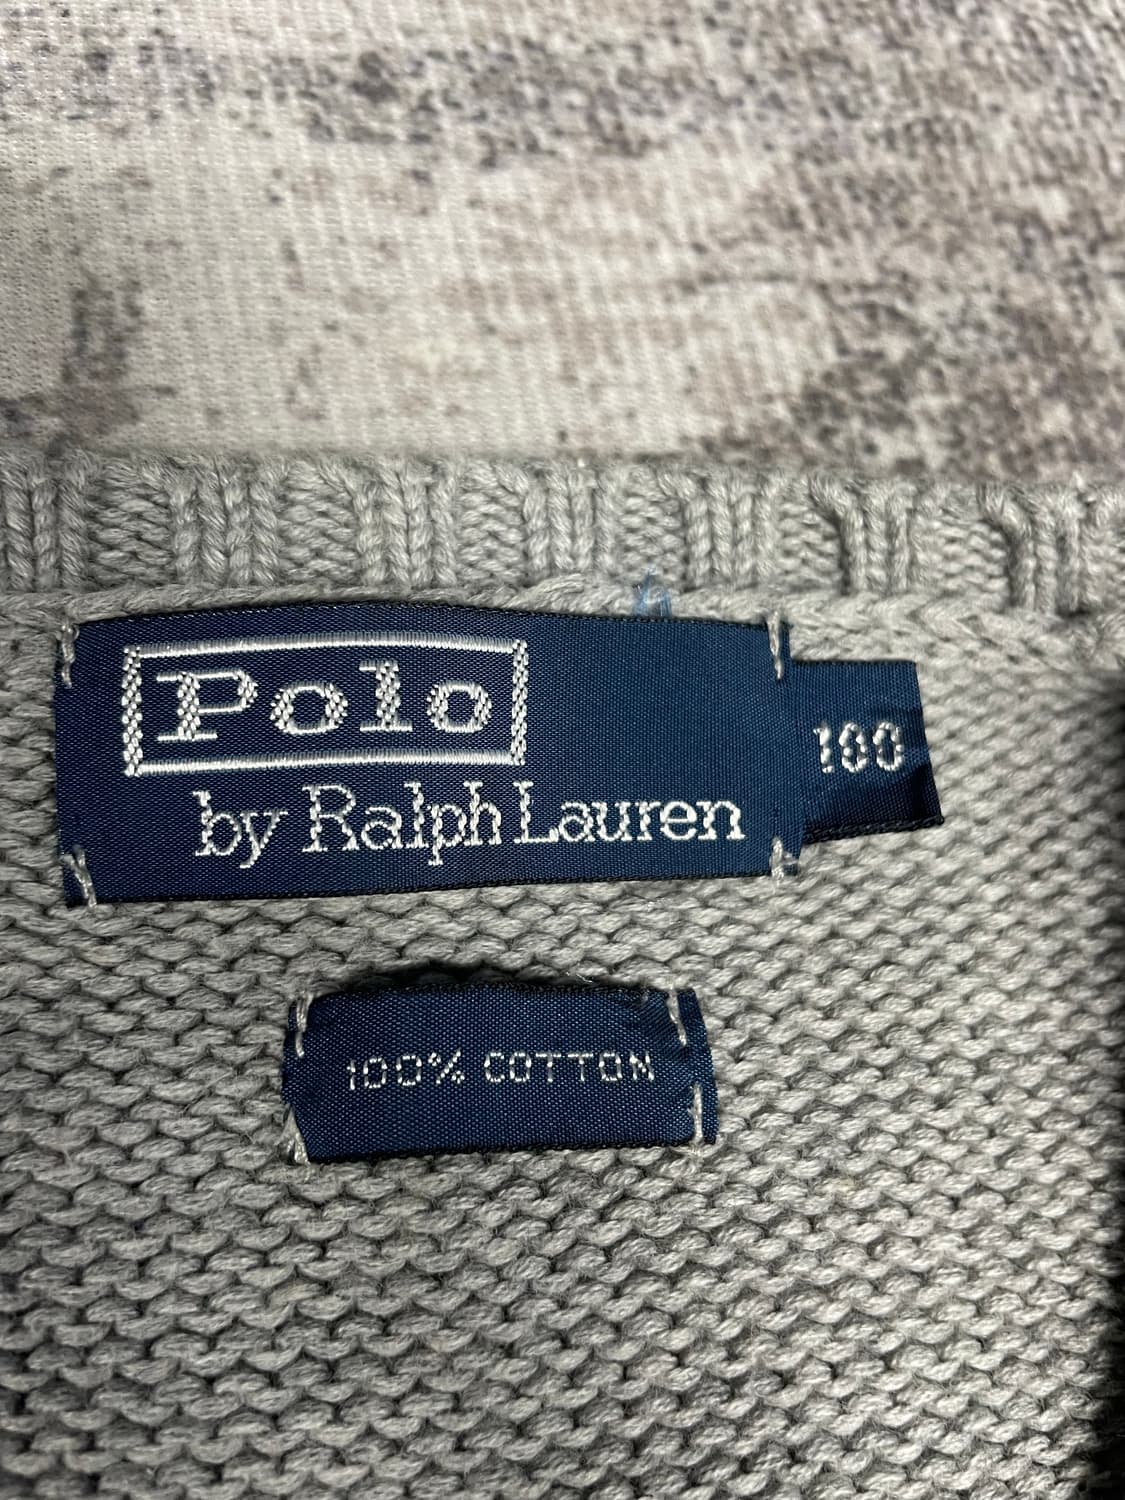 Polo
by Ralph Lauren
100
100% COTTON